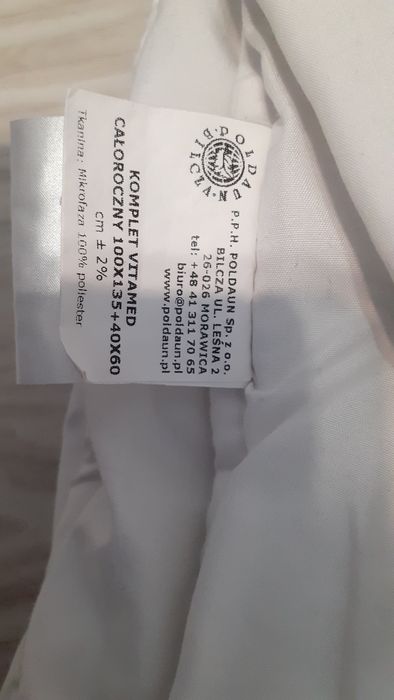 POLDAUN
BILCZA
P.P.H. POLDAUN Sp. z o.o.
BILCZA UL. LEŚNA 2
26-026 MORAWICA
tel: +48 41 311 70 65
biuro@poldaun.pl
www.poldaun.pl
KOMPLET VITAMED
CAŁOROCZNY 100X135+40X60
cm ± 2%
Tkanina: Mikrofaza 100% poliester